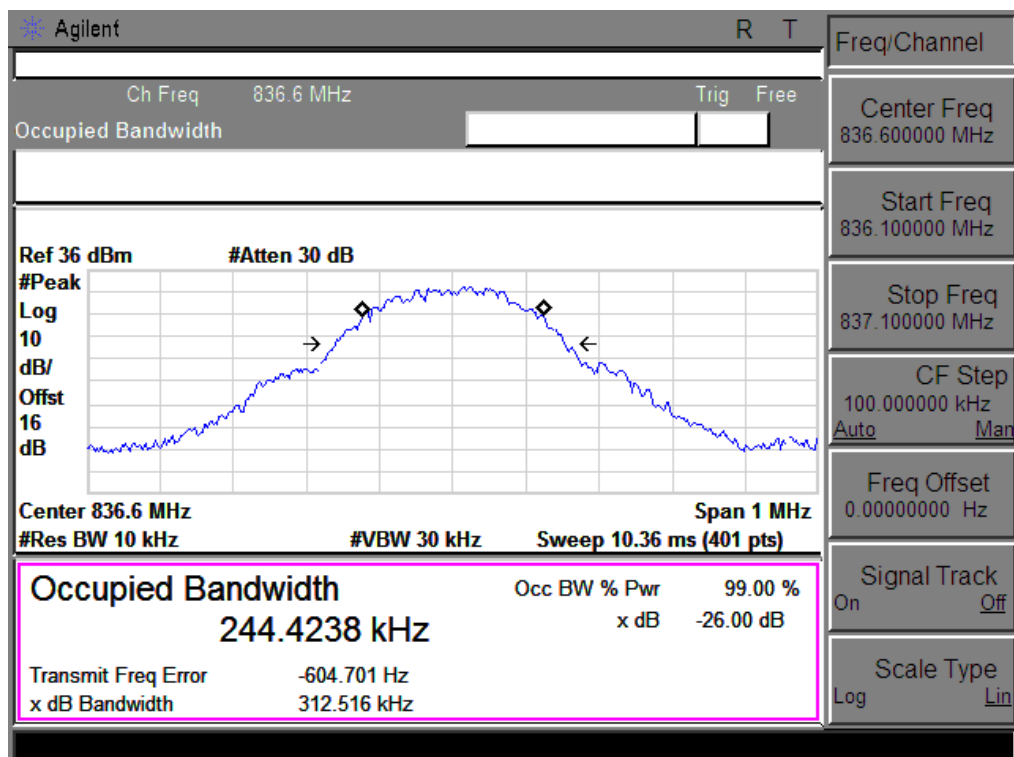 Agilent R T
Ch Freq 836.6 MHz Trig Free
Occupied Bandwidth
Ref 36 dBm #Atten 30 dB
#Peak
Log
10
dB/
Offst
16
dB
Center 836.6 MHz Span 1 MHz
#Res BW 10 kHz #VBW 30 kHz Sweep 10.36 ms (401 pts)
Occupied Bandwidth Occ BW % Pwr 99.00 %
244.4238 kHz x dB -26.00 dB
Transmit Freq Error -604.701 Hz
x dB Bandwidth 312.516 kHz
Freq/Channel
Center Freq
836.600000 MHz
Start Freq
836.100000 MHz
Stop Freq
837.100000 MHz
CF Step
100.000000 kHz
Auto Man
Freq Offset
0.00000000 Hz
Signal Track
On Off
Scale Type
Log Lin